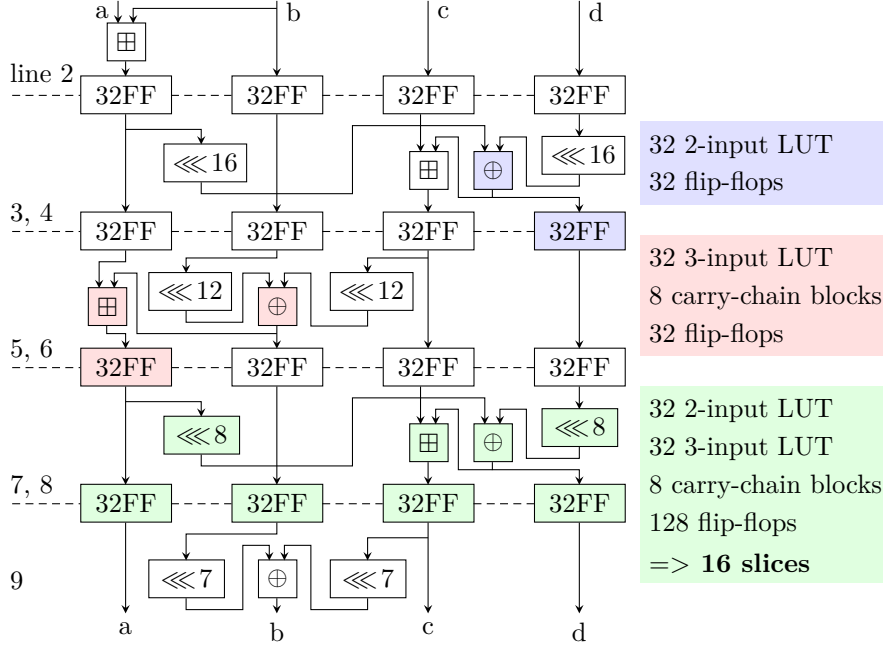 a b c d
⊞
line 2 32FF 32FF 32FF 32FF
⋘ 16 ⊞ ⊕ ⋘ 16
32 2-input LUT
32 flip-flops
3, 4 32FF 32FF 32FF 32FF
⊞ ⋘ 12 ⊕ ⋘ 12
32 3-input LUT
8 carry-chain blocks
32 flip-flops
5, 6 32FF 32FF 32FF 32FF
⋘ 8 ⊞ ⊕ ⋘ 8
32 2-input LUT
32 3-input LUT
8 carry-chain blocks
128 flip-flops
=> 16 slices
7, 8 32FF 32FF 32FF 32FF
9 ⋘ 7 ⊕ ⋘ 7
a b c d